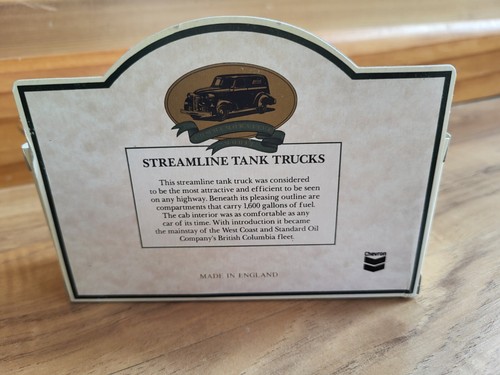 STREAMLINE TANK TRUCKS
This streamline tank truck was considered
to be the most attractive and efficient to be seen
on any highway. Beneath its pleasing outline are
compartments that carry 1,600 gallons of fuel.
The cab interior was as comfortable as any
car of its time. With introduction it became
the mainstay of the West Coast and Standard Oil
Company's British Columbia fleet.
MADE IN ENGLAND
Chevron